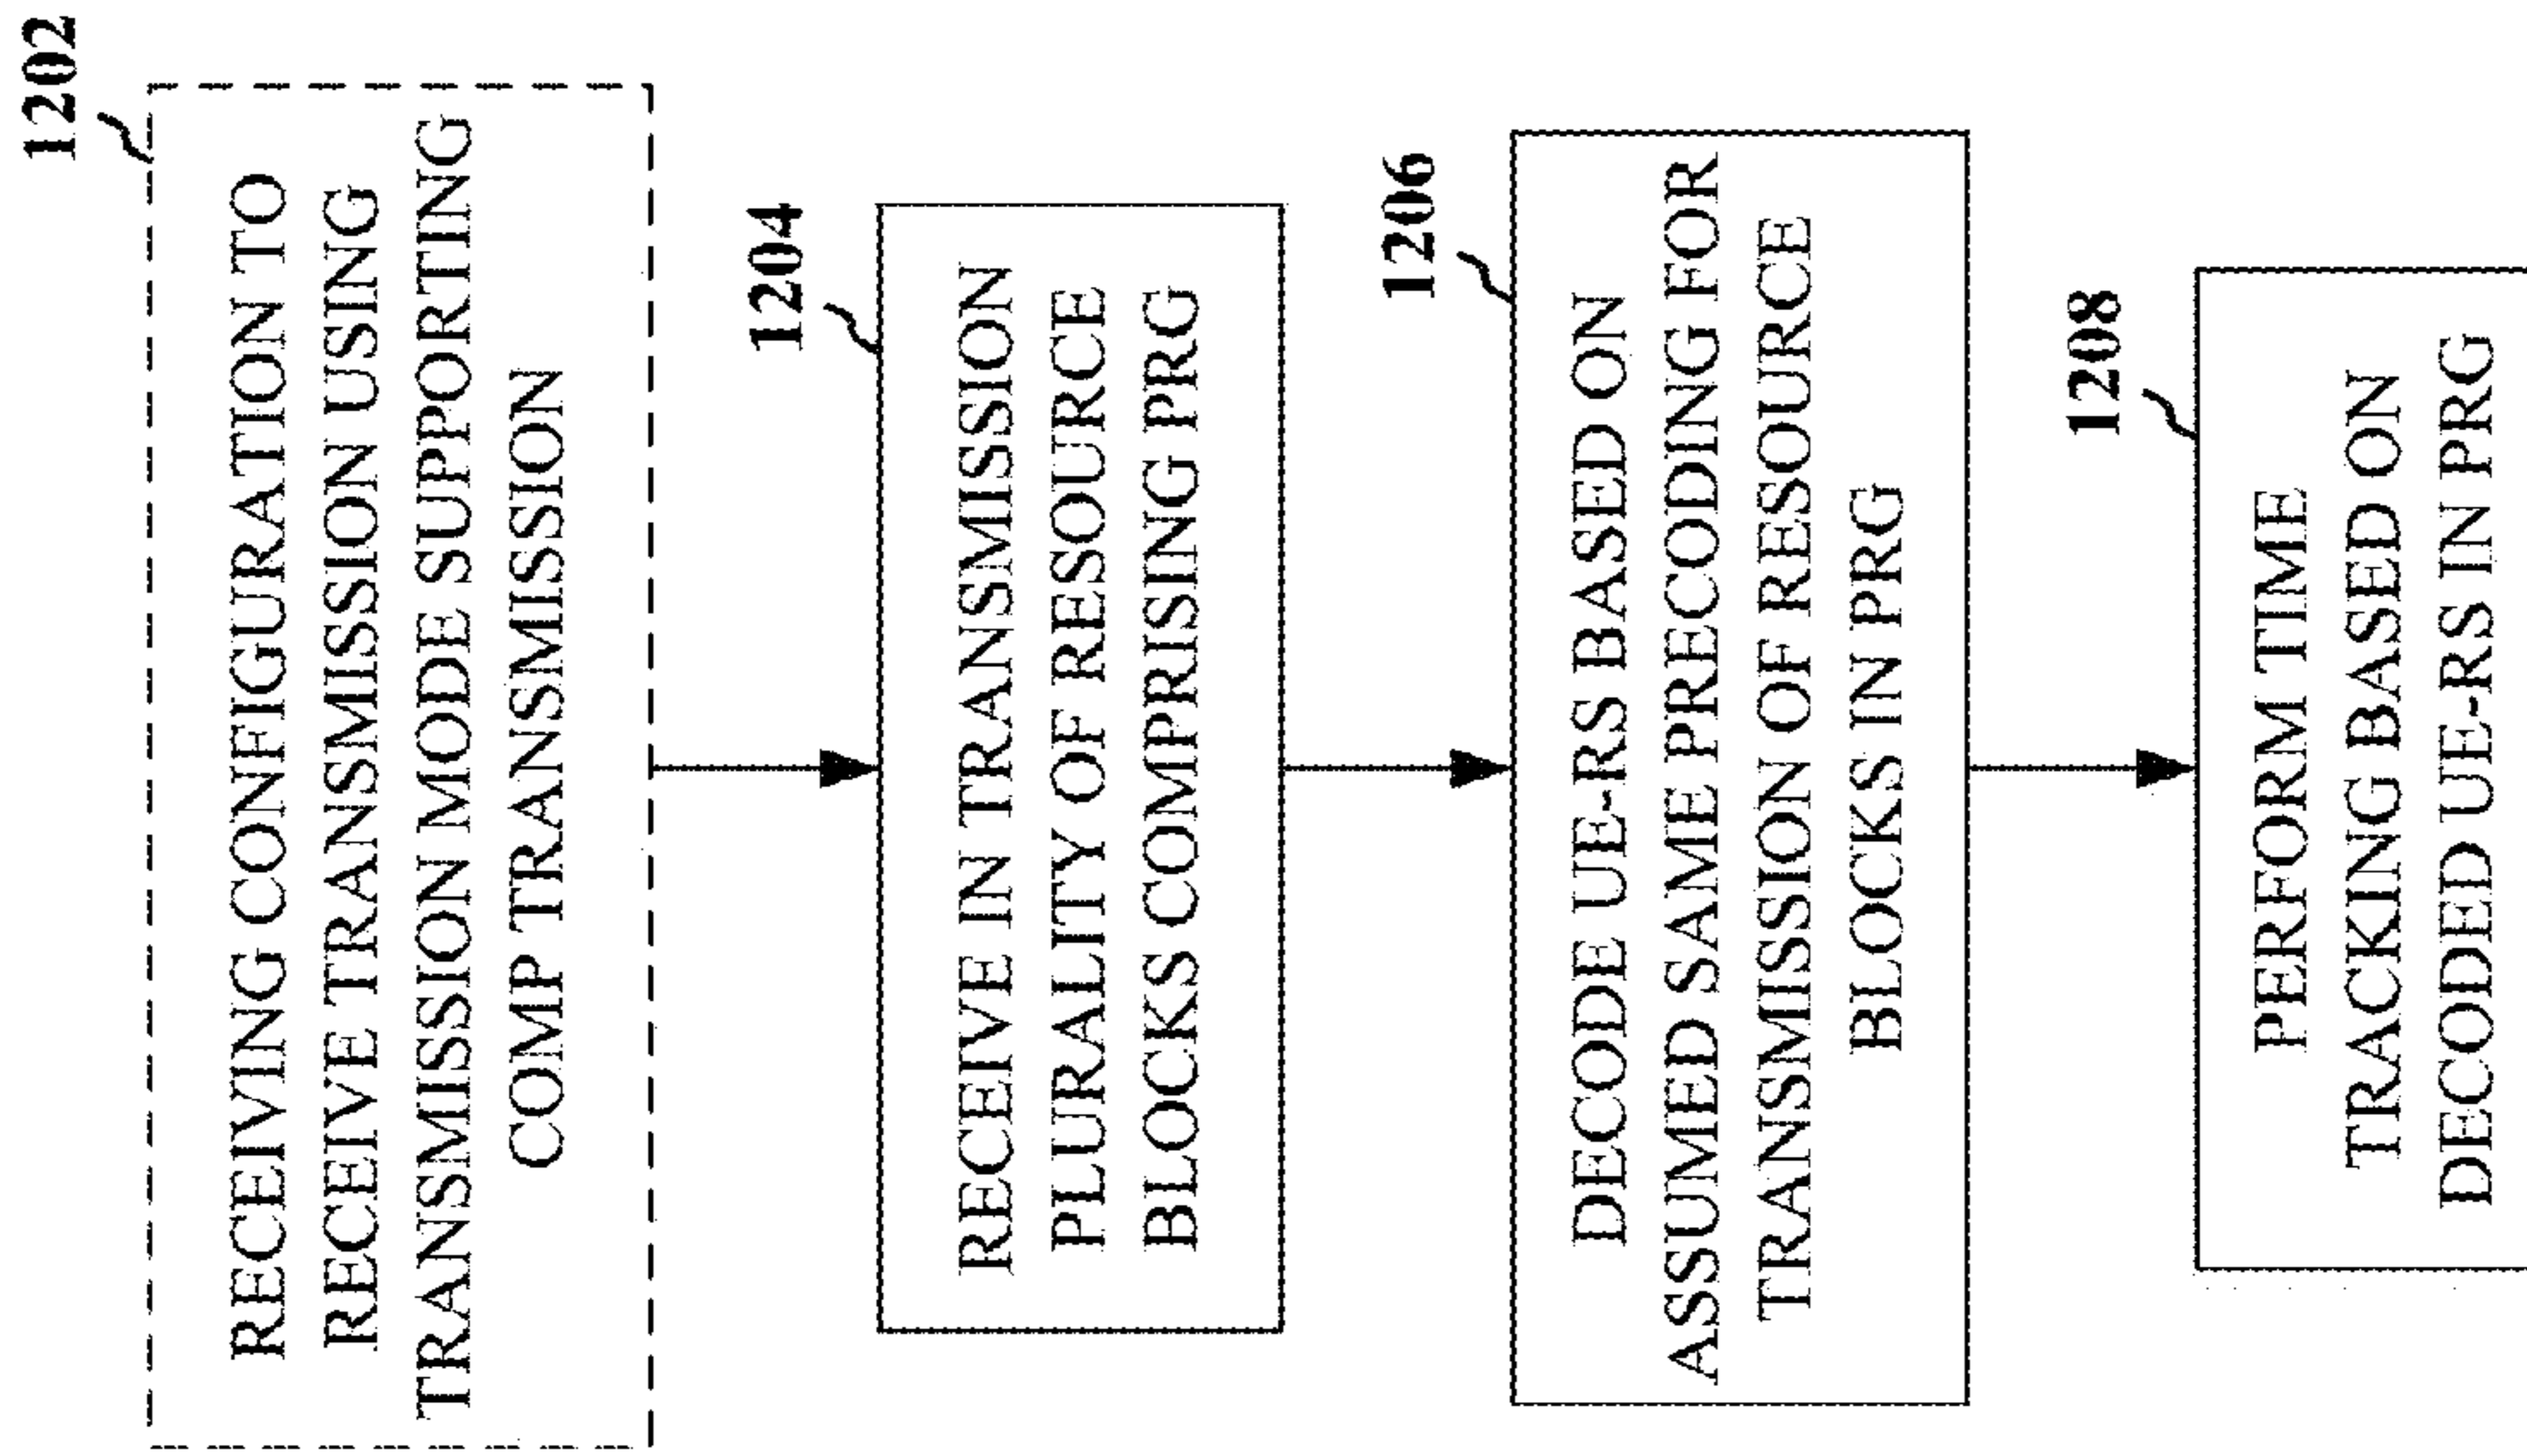 1202
RECEIVING CONFIGURATION TO
RECEIVE TRANSMISSION USING
TRANSMISSION MODE SUPPORTING
COMP TRANSMISSION
1204
RECEIVE IN TRANSMISSION
PLURALITY OF RESOURCE
BLOCKS COMPRISING PRG
1206
DECODE UE-RS BASED ON
ASSUMED SAME PRECODING FOR
TRANSMISSION OF RESOURCE
BLOCKS IN PRG
1208
PERFORM TIME
TRACKING BASED ON
DECODED UE-RS IN PRG